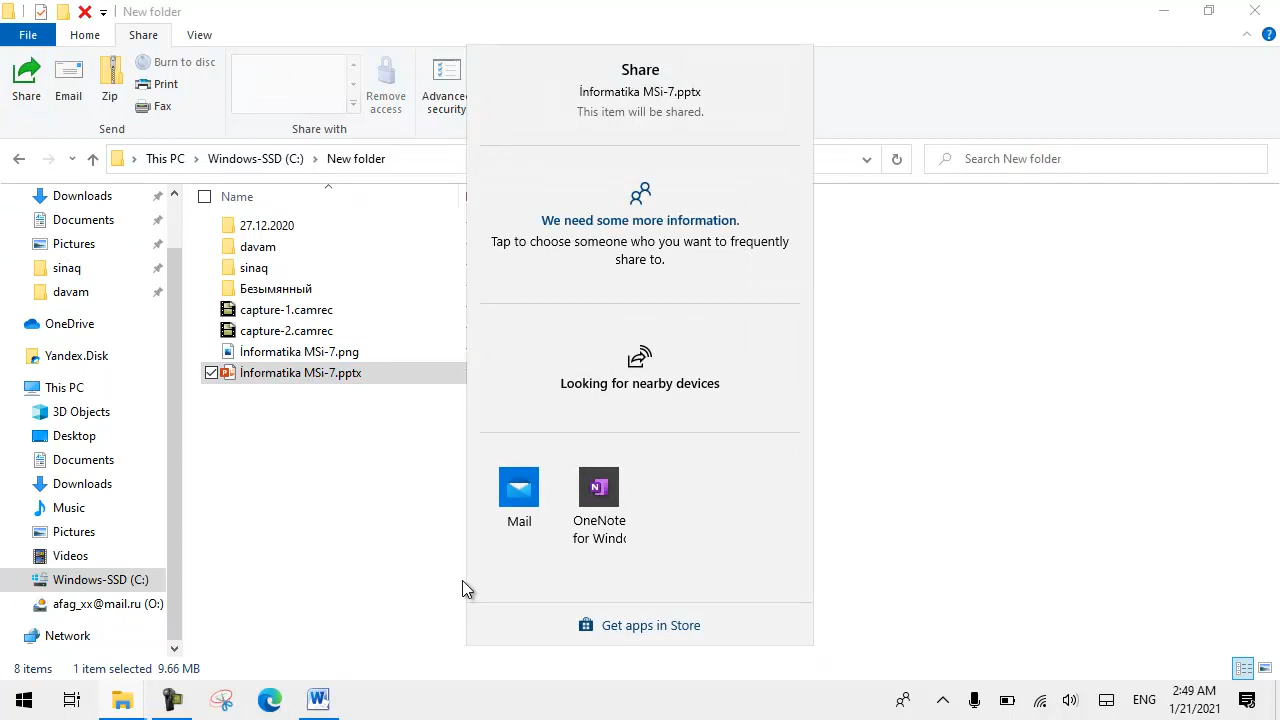 New folder
File
Home
Share
View
Share
Email
Zip
Burn to disc
Print
Fax
Send
Share with
Remove
access
Advance
security
This PC
Windows-SSD (C:)
New folder
Search New folder
Downloads
Documents
Pictures
sinaq
davam
OneDrive
Yandex.Disk
This PC
3D Objects
Desktop
Documents
Downloads
Music
Pictures
Videos
Windows-SSD (C:)
afag_xx@mail.ru (O:)
Network
Name
27.12.2020
davam
sinaq
Безымянный
capture-1.camrec
capture-2.camrec
İnformatika MSi-7.png
İnformatika MSi-7.pptx
Share
İnformatika MSi-7.pptx
This item will be shared.
We need some more information.
Tap to choose someone who you want to frequently
share to.
Looking for nearby devices
Mail
OneNote
for Windo
Get apps in Store
8 items
1 item selected
9.66 MB
ENG
2:49 AM
1/21/2021